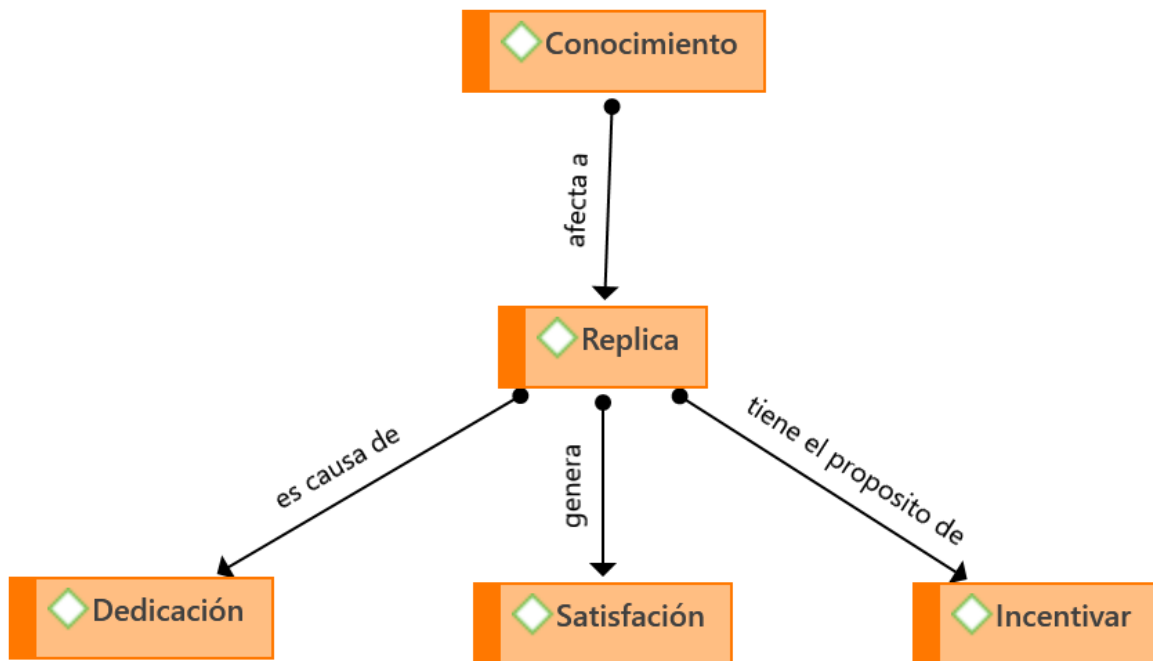 Conocimiento
afecta a
Replica
es causa de
genera
tiene el proposito de
Dedicación
Satisfación
Incentivar